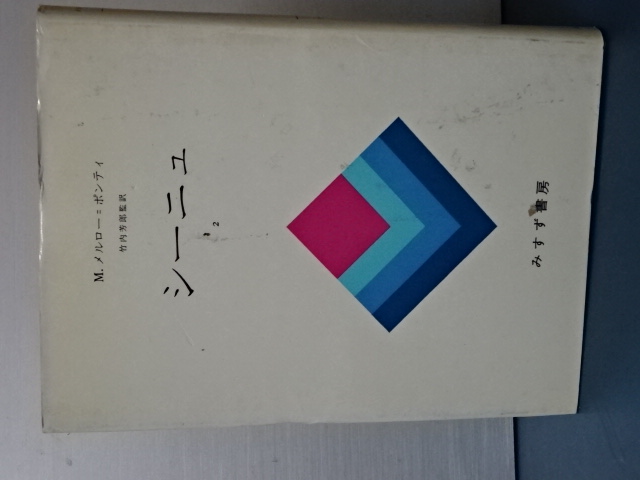 M. メルロー=ポンティ
竹内芳郎監訳
シーニュ
2
みすず書房